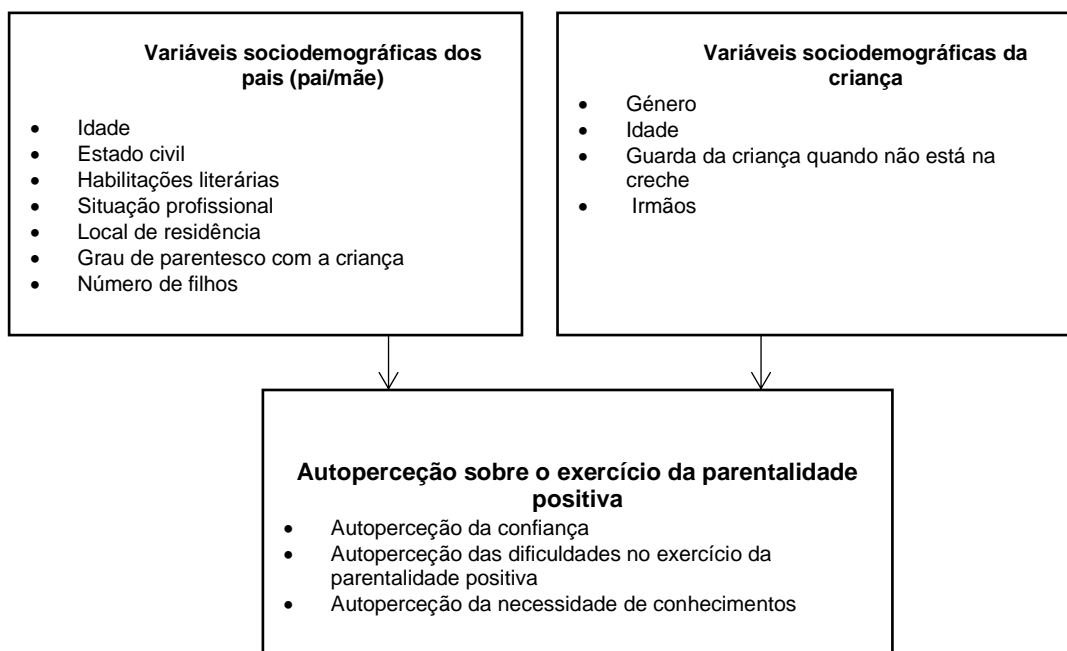 Variáveis sociodemográficas dos
pais (pai/mãe)
• Idade
• Estado civil
• Habilitações literárias
• Situação profissional
• Local de residência
• Grau de parentesco com a criança
• Número de filhos
Variáveis sociodemográficas da
criança
• Género
• Idade
• Guarda da criança quando não está na
creche
• Irmãos
Autoperceção sobre o exercício da parentalidade
positiva
• Autoperceção da confiança
• Autoperceção das dificuldades no exercício da
parentalidade positiva
• Autoperceção da necessidade de conhecimentos